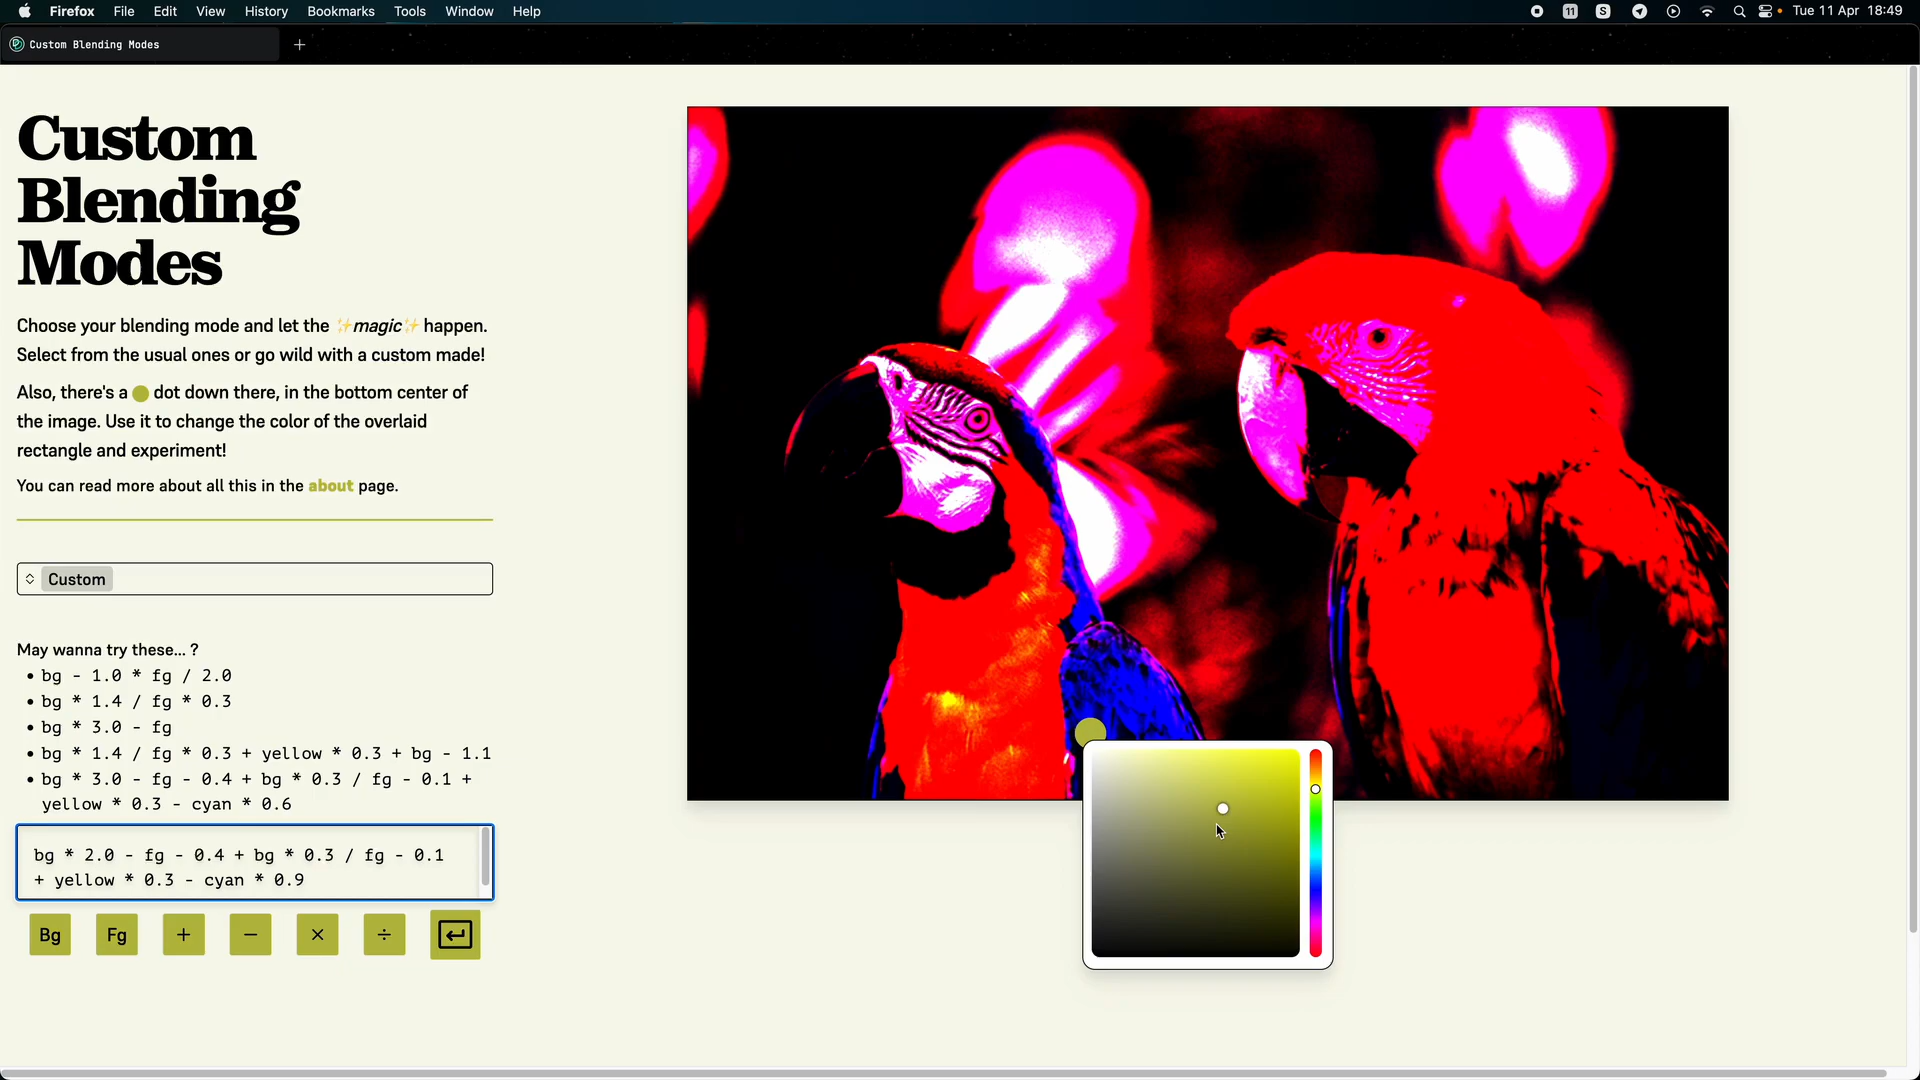 Firefox File Edit View History Bookmarks Tools Window Help
11 S Tue 11 Apr 18:49
Custom Blending Modes
Custom
Blending
Modes
Choose your blending mode and let the ✨magic✨ happen.
Select from the usual ones or go wild with a custom made!
Also, there's a dot down there, in the bottom center of
the image. Use it to change the color of the overlaid
rectangle and experiment!
You can read more about all this in the about page.
Custom
May wanna try these... ?
• bg - 1.0 * fg / 2.0
• bg * 1.4 / fg * 0.3
• bg * 3.0 - fg
• bg * 1.4 / fg * 0.3 + yellow * 0.3 + bg - 1.1
• bg * 3.0 - fg - 0.4 + bg * 0.3 / fg - 0.1 +
yellow * 0.3 - cyan * 0.6
bg * 2.0 - fg - 0.4 + bg * 0.3 / fg - 0.1
+ yellow * 0.3 - cyan * 0.9
Bg Fg + − × ÷